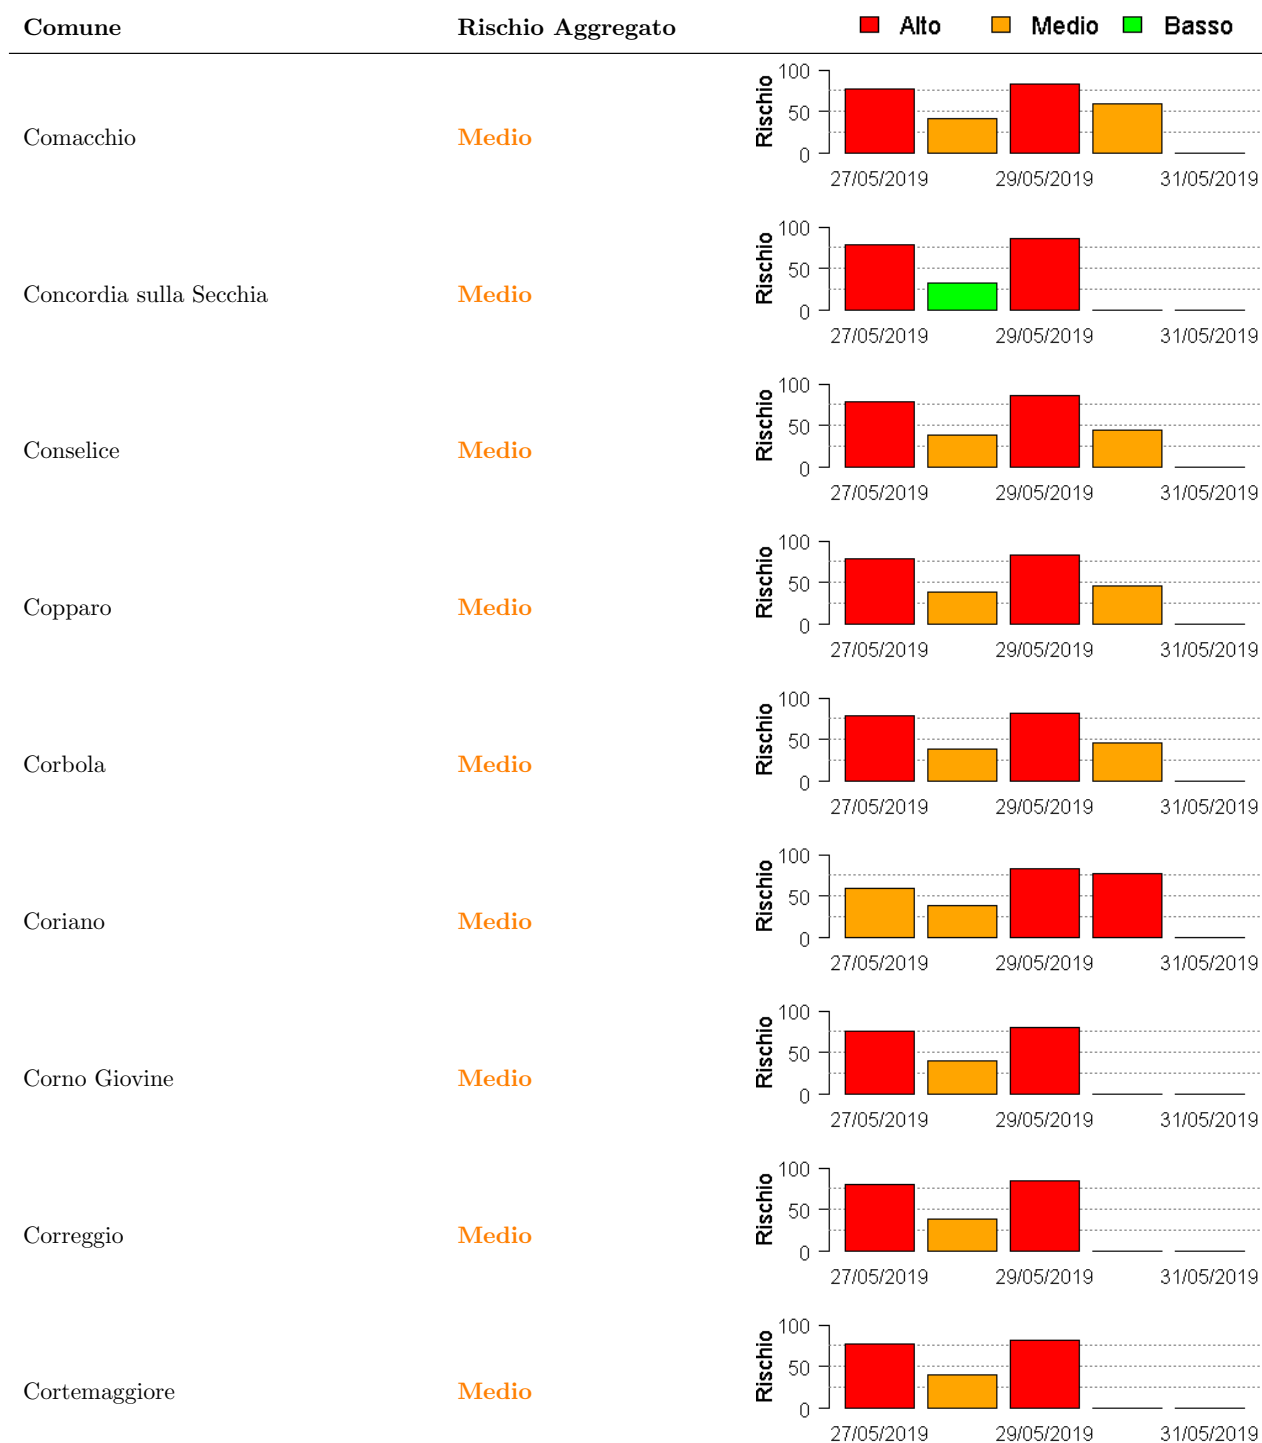 Comune Rischio Aggregato Alto Medio Basso
100
50
0
Rischio
Comacchio Medio
27/05/2019 29/05/2019 31/05/2019
100
50
0
Rischio
Concordia sulla Secchia Medio
27/05/2019 29/05/2019 31/05/2019
100
50
0
Rischio
Conselice Medio
27/05/2019 29/05/2019 31/05/2019
100
50
0
Rischio
Copparo Medio
27/05/2019 29/05/2019 31/05/2019
100
50
0
Rischio
Corbola Medio
27/05/2019 29/05/2019 31/05/2019
100
50
0
Rischio
Coriano Medio
27/05/2019 29/05/2019 31/05/2019
100
50
0
Rischio
Corno Giovine Medio
27/05/2019 29/05/2019 31/05/2019
100
50
0
Rischio
Correggio Medio
27/05/2019 29/05/2019 31/05/2019
100
50
0
Rischio
Cortemaggiore Medio
27/05/2019 29/05/2019 31/05/2019